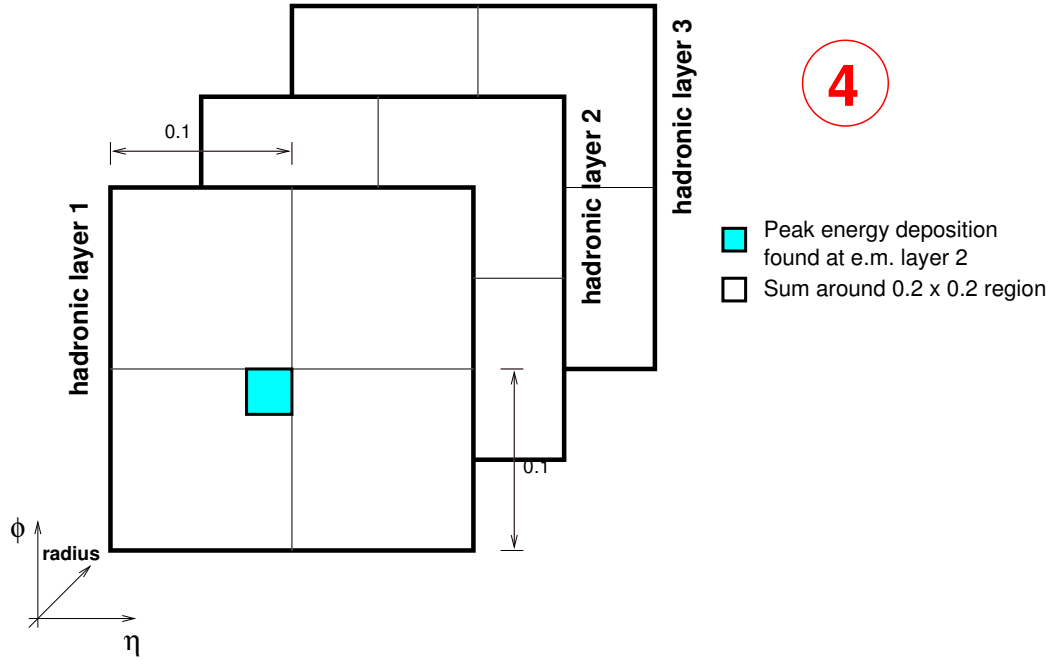 hadronic layer 3
4
hadronic layer 2
0.1
hadronic layer 1
Peak energy deposition
found at e.m. layer 2
Sum around 0.2 x 0.2 region
0.1
ϕ
radius
η